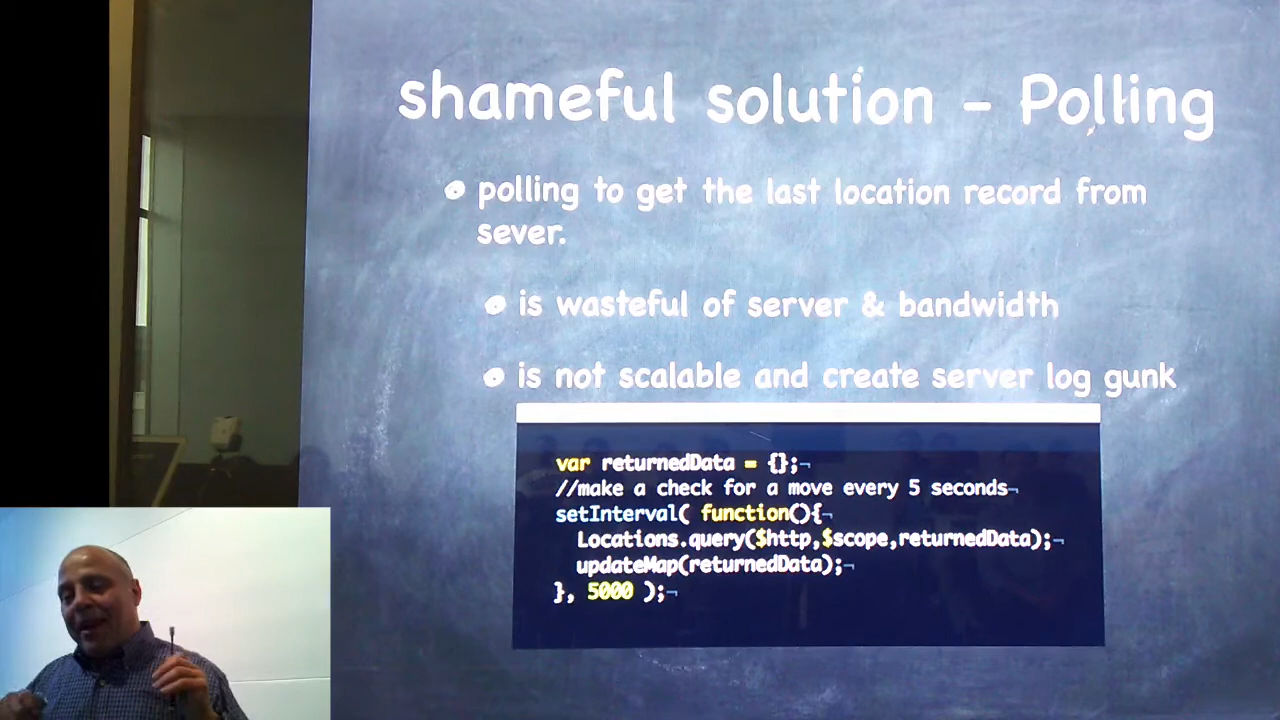 shameful solution - Polling
polling to get the last location record from
sever.
is wasteful of server & bandwidth
is not scalable and create server log gunk
var returnedData = {};¬
//make a check for a move every 5 seconds¬
setInterval( function(){¬
Locations.query($http,$scope,returnedData);¬
updateMap(returnedData);¬
}, 5000 );¬